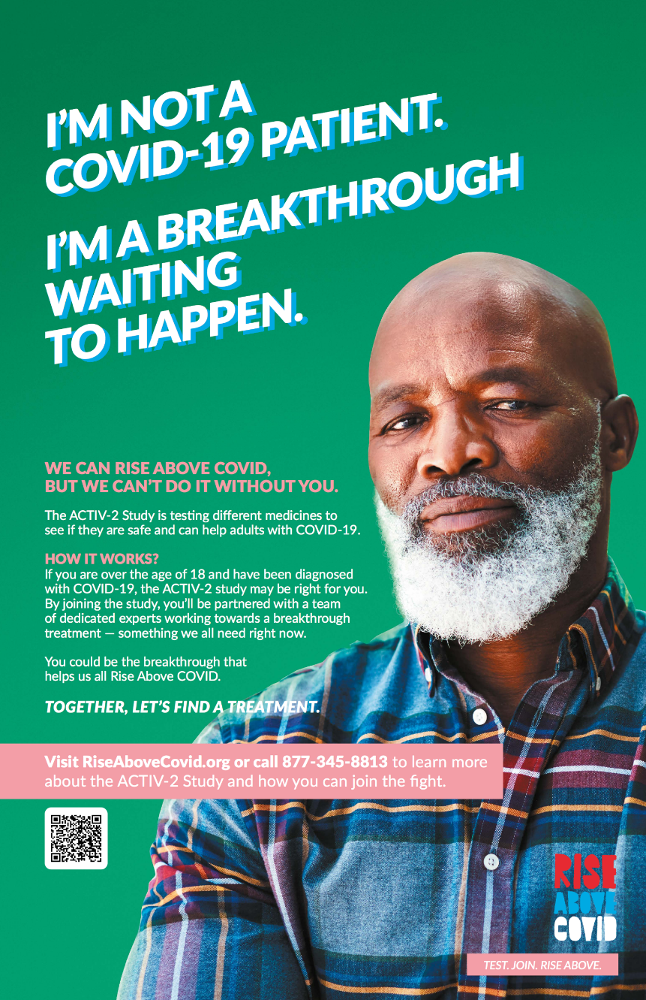 I'M NOT A
COVID-19 PATIENT.
I'M A BREAKTHROUGH
WAITING
TO HAPPEN.
WE CAN RISE ABOVE COVID,
BUT WE CAN'T DO IT WITHOUT YOU.
The ACTIV-2 Study is testing different medicines to
see if they are safe and can help adults with COVID-19.
HOW IT WORKS?
If you are over the age of 18 and have been diagnosed
with COVID-19, the ACTIV-2 study may be right for you.
By joining the study, you'll be partnered with a team
of dedicated experts working towards a breakthrough
treatment — something we all need right now.
You could be the breakthrough that
helps us all Rise Above COVID.
TOGETHER, LET'S FIND A TREATMENT.
Visit RiseAboveCovid.org or call 877-345-8813 to learn more
about the ACTIV-2 Study and how you can join the fight.
RISE
ABOVE
COVID
TEST. JOIN. RISE ABOVE.